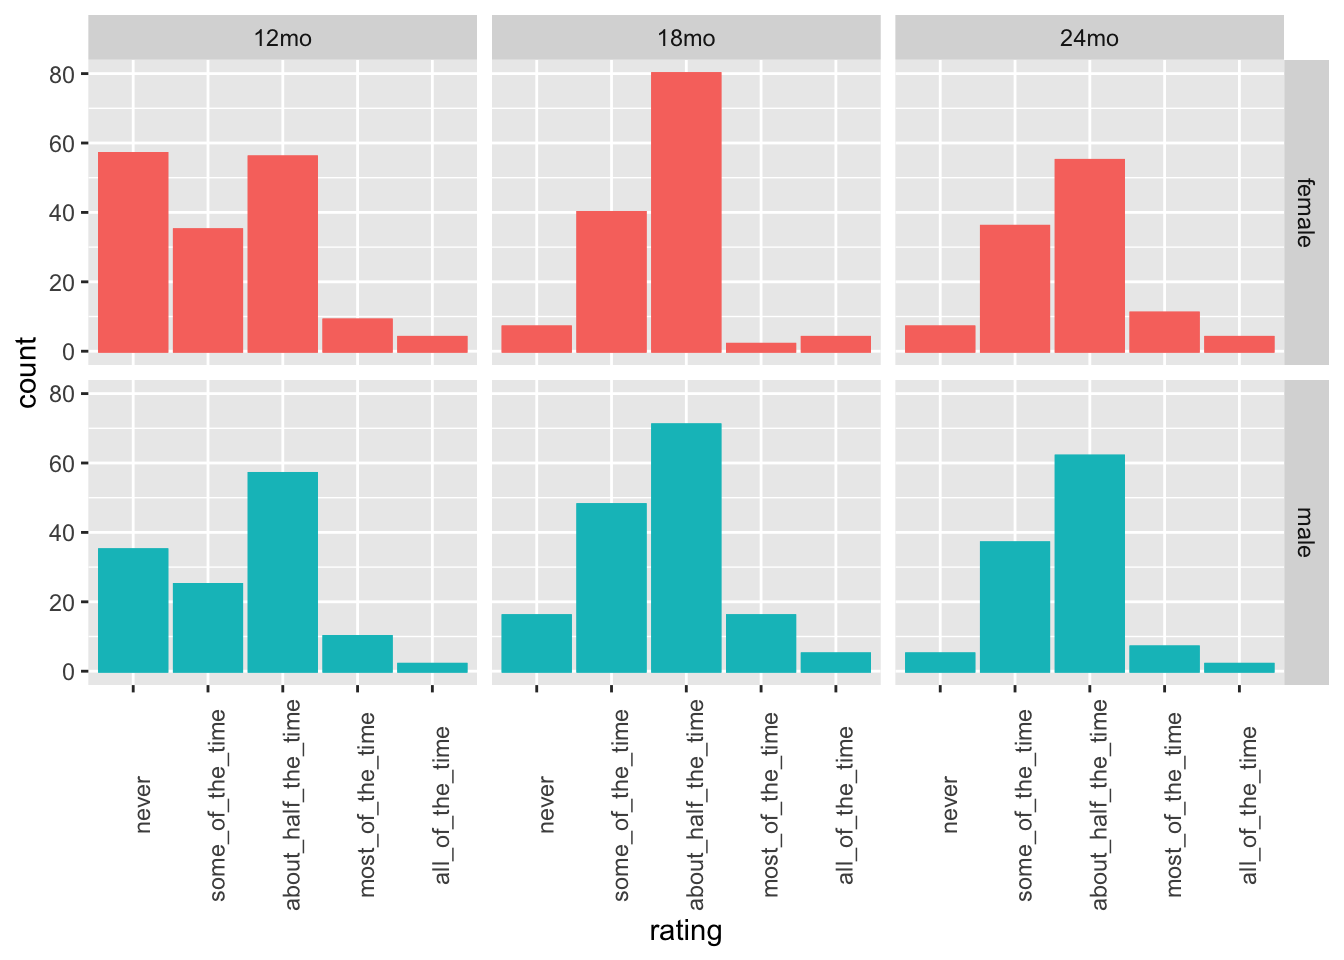 12mo 18mo 24mo
80
60
40
20
0
female
80
60
40
20
0
male
count
never some_of_the_time about_half_the_time most_of_the_time all_of_the_time never some_of_the_time about_half_the_time most_of_the_time all_of_the_time never some_of_the_time about_half_the_time most_of_the_time all_of_the_time
rating